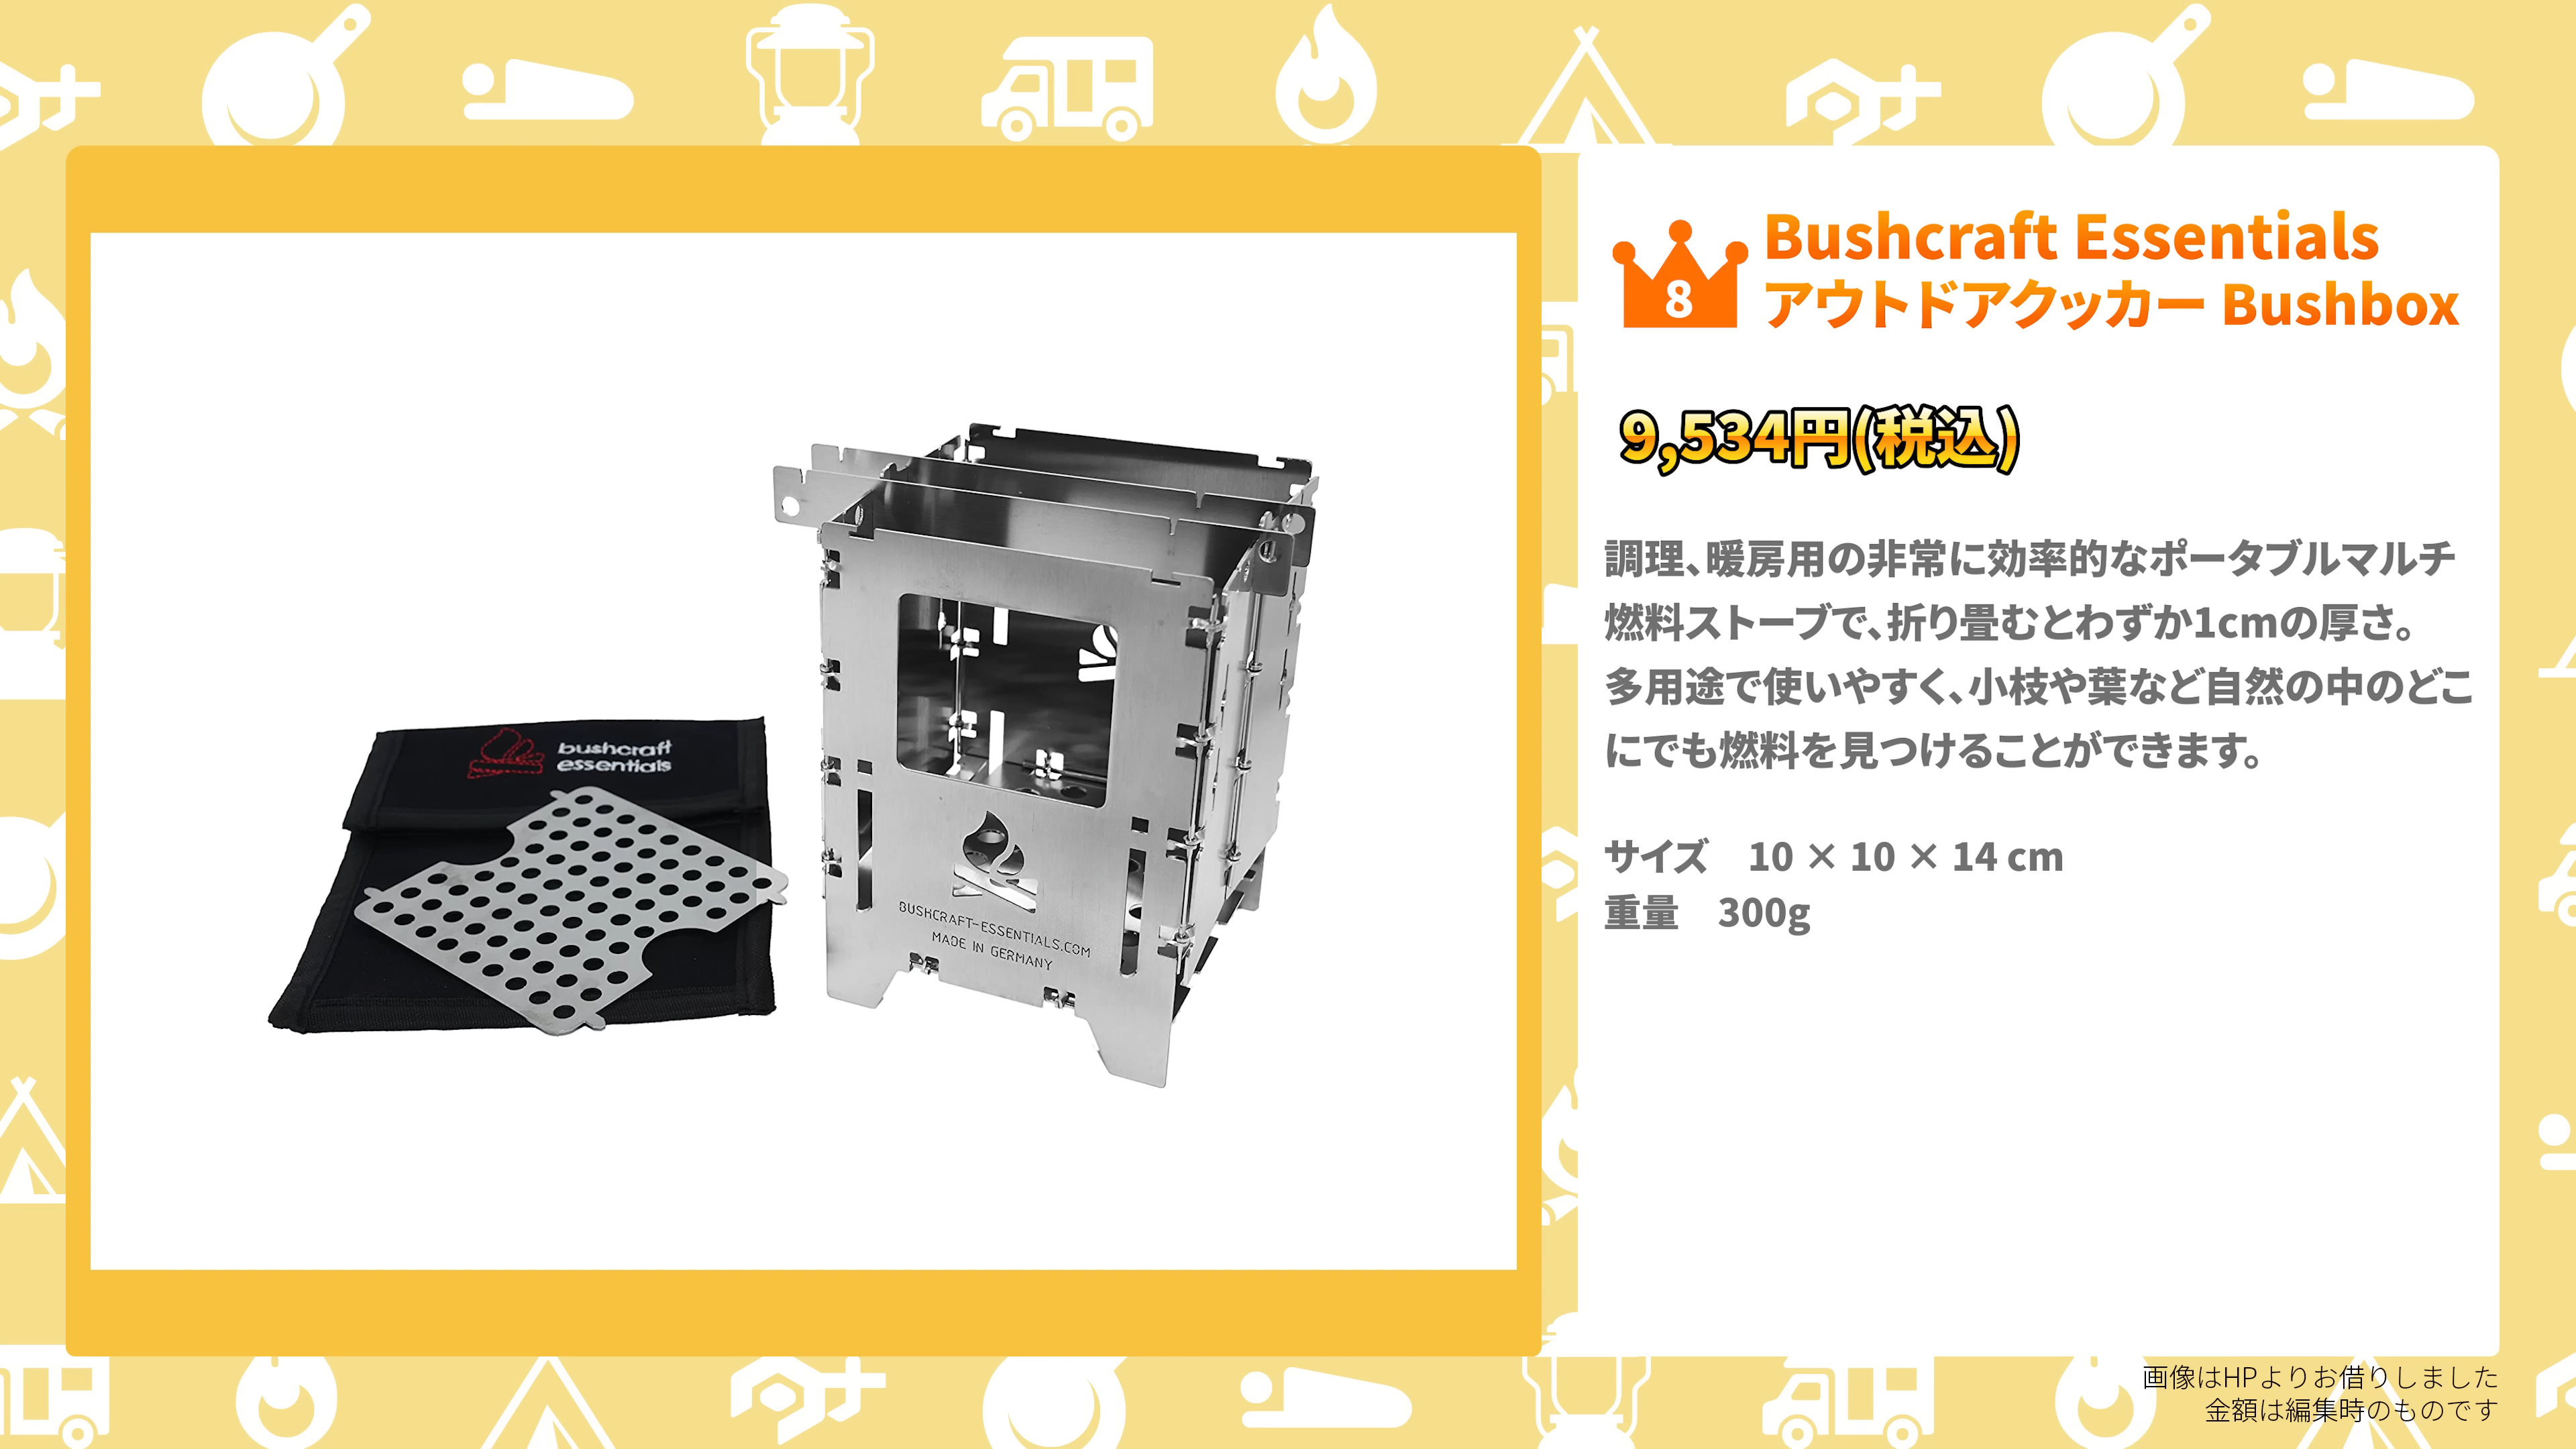 8
Bushcraft Essentials
アウトドアクッカー Bushbox
9,534円(税込)
調理、暖房用の非常に効率的なポータブルマルチ
燃料ストーブで、折り畳むとわずか1cmの厚さ。
多用途で使いやすく、小枝や葉など自然の中のどこ
にでも燃料を見つけることができます。
サイズ　10 × 10 × 14 cm
重量　300g
bushcraft
essentials
BUSHCRAFT-ESSENTIALS.COM
MADE IN GERMANY
画像はHPよりお借りしました
金額は編集時のものです